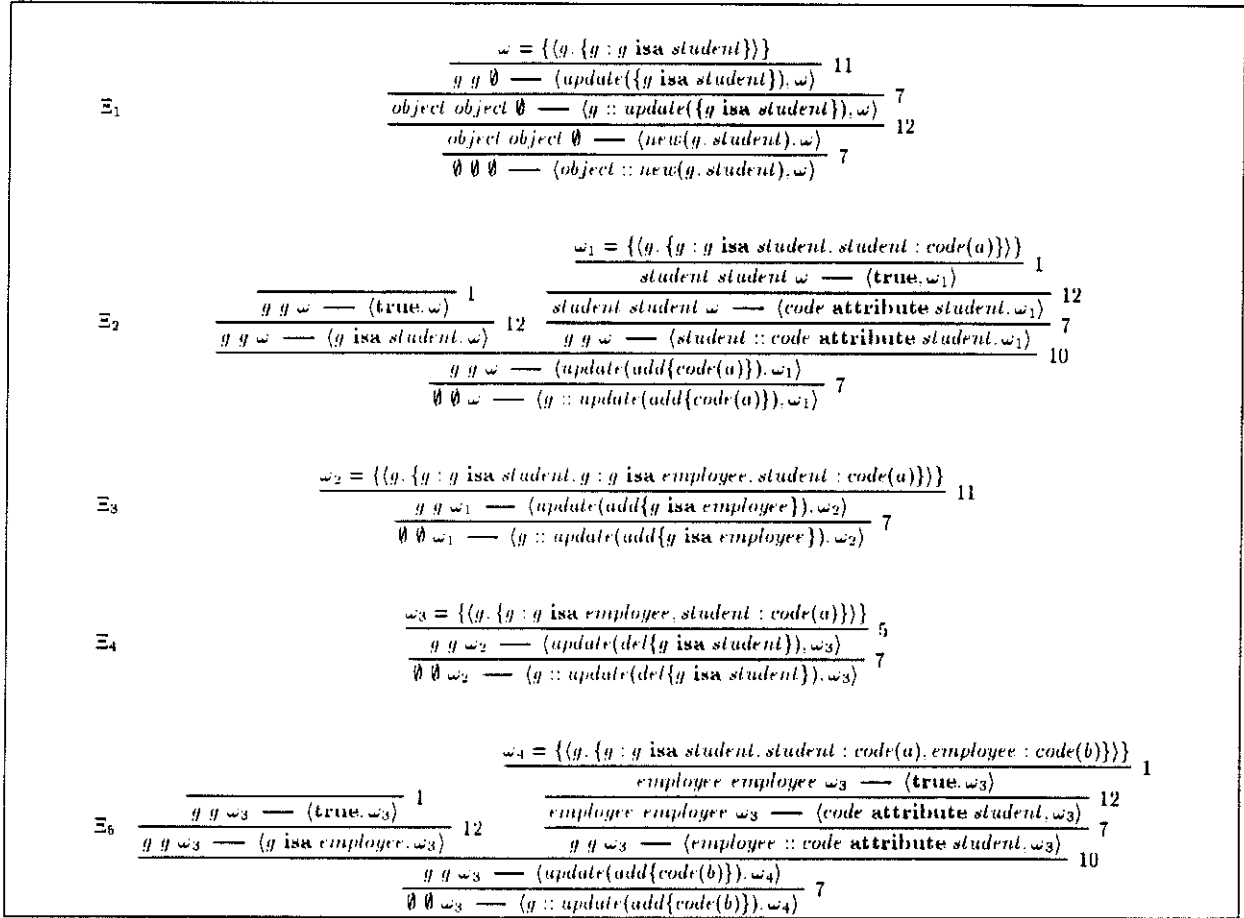 ω = {⟨g, {g : g isa student}⟩}
11
g g ∅ — ⟨update({g isa student}), ω⟩
7
object object ∅ — ⟨g :: update({g isa student}), ω⟩
Ξ₁
12
object object ∅ — ⟨new(g, student), ω⟩
7
∅ ∅ ∅ — ⟨object :: new(g, student), ω⟩
ω₁ = {⟨g, {g : g isa student, student : code(a)}⟩}
1
student student ω — ⟨true, ω₁⟩
1 12
g g ω — ⟨true, ω⟩ student student ω — ⟨code attribute student, ω₁⟩
Ξ₂ 12 7
g g ω — ⟨g isa student, ω⟩ g g ω — ⟨student :: code attribute student, ω₁⟩
10
g g ω — ⟨update(add{code(a)}), ω₁⟩
7
∅ ∅ ω — ⟨g :: update(add{code(a)}), ω₁⟩
ω₂ = {⟨g, {g : g isa student, g : g isa employee, student : code(a)}⟩}
Ξ₃ 11
g g ω₁ — ⟨update(add{g isa employee}), ω₂⟩
7
∅ ∅ ω₁ — ⟨g :: update(add{g isa employee}), ω₂⟩
ω₃ = {⟨g, {g : g isa employee, student : code(a)}⟩}
5
Ξ₄ g g ω₂ — ⟨update(del{g isa student}), ω₃⟩
7
∅ ∅ ω₂ — ⟨g :: update(del{g isa student}), ω₃⟩
ω₄ = {⟨g, {g : g isa student, student : code(a), employee : code(b)}⟩}
1
employee employee ω₃ — ⟨true, ω₃⟩
1 12
g g ω₃ — ⟨true, ω₃⟩ employee employee ω₃ — ⟨code attribute student, ω₃⟩
Ξ₅ 12 7
g g ω₃ — ⟨g isa employee, ω₃⟩ g g ω₃ — ⟨employee :: code attribute student, ω₃⟩
10
g g ω₃ — ⟨update(add{code(b)}), ω₄⟩
7
∅ ∅ ω₃ — ⟨g :: update(add{code(b)}), ω₄⟩